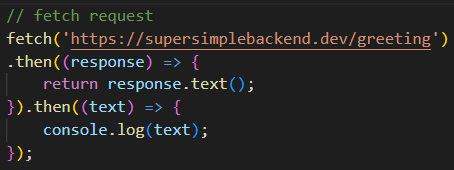 // fetch request
fetch('https://supersimplebackend.dev/greeting')
.then((response) => {
    return response.text();
}).then((text) => {
    console.log(text);
});